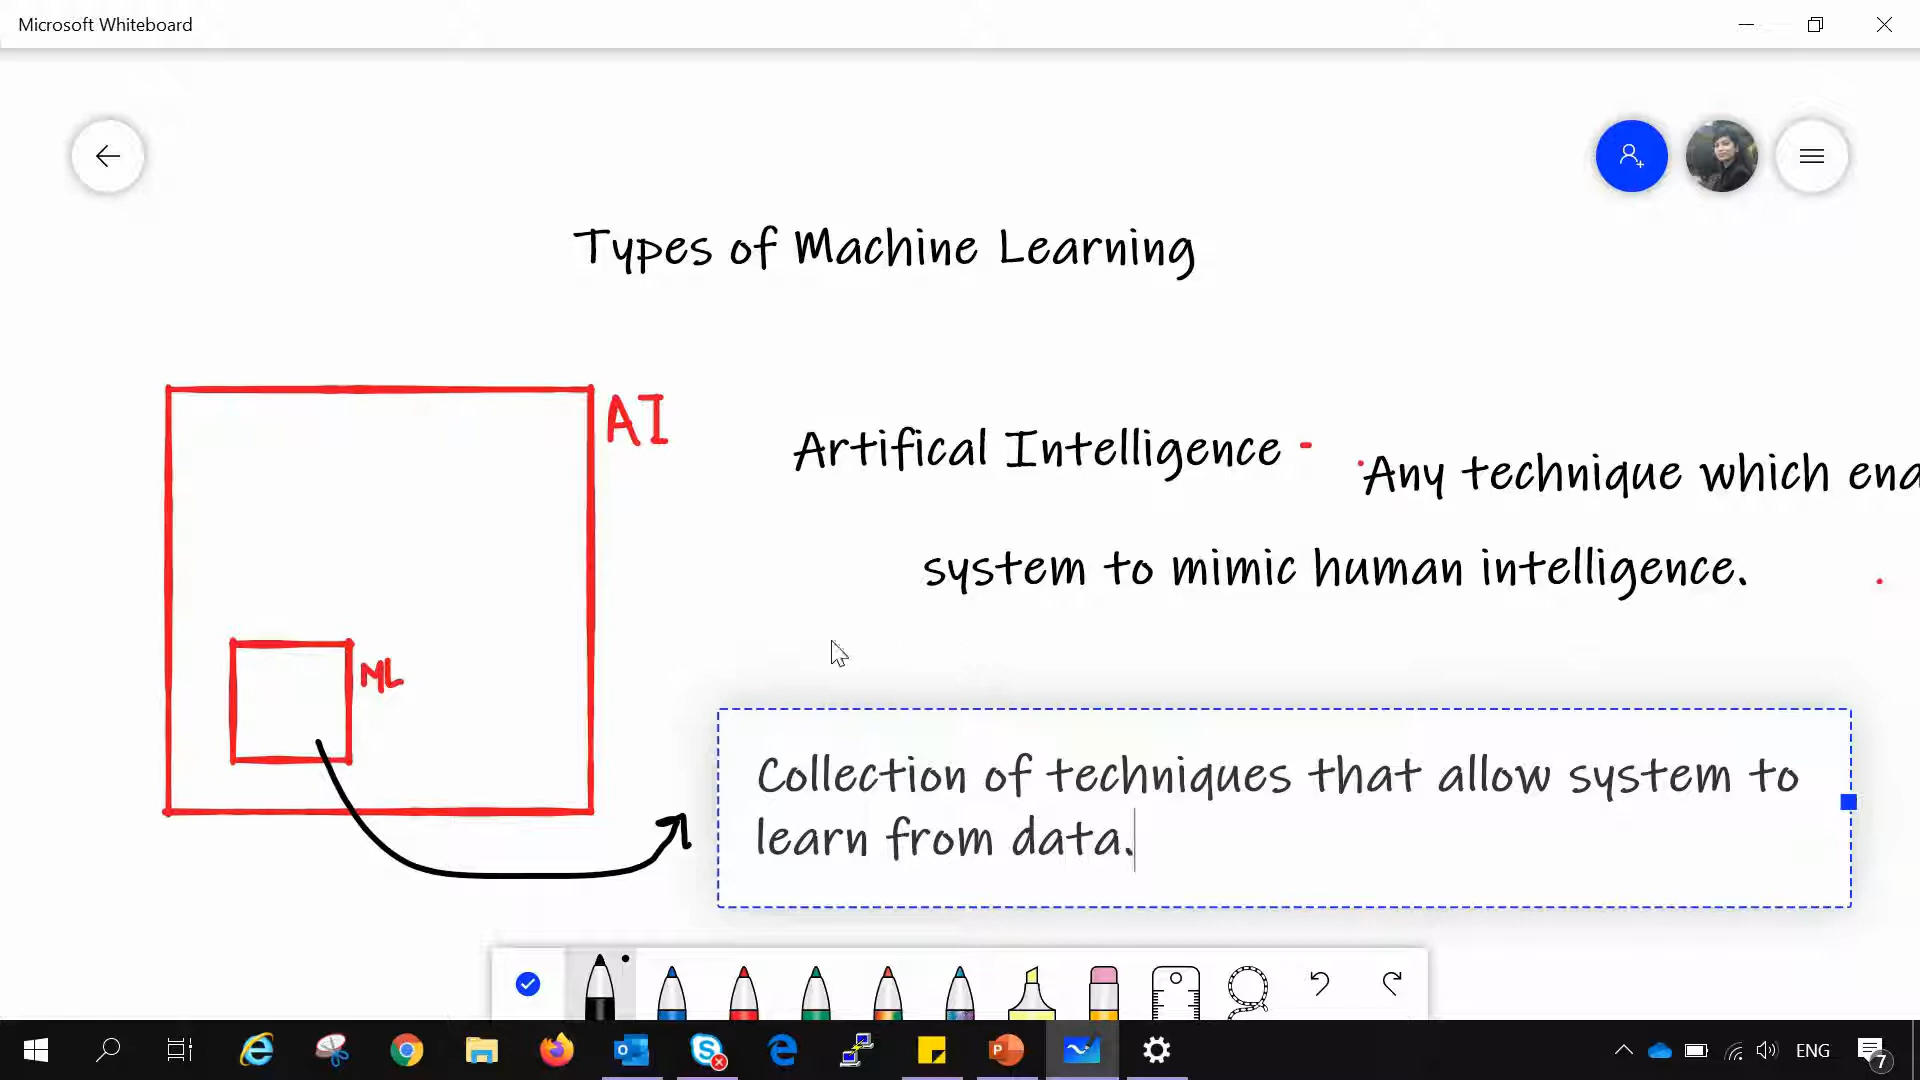 Microsoft Whiteboard
Types of Machine Learning
AI
Artifical Intelligence - Any technique which ena
system to mimic human intelligence.
ML
Collection of techniques that allow system to
learn from data.
ENG
7